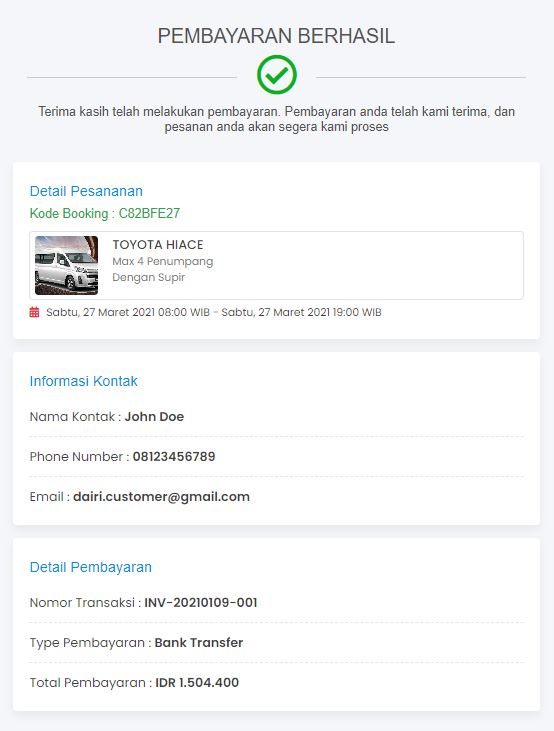 PEMBAYARAN BERHASIL
Terima kasih telah melakukan pembayaran. Pembayaran anda telah kami terima, dan
pesanan anda akan segera kami proses
Detail Pesananan
Kode Booking : C82BFE27
TOYOTA HIACE
Max 4 Penumpang
Dengan Supir
Sabtu, 27 Maret 2021 08:00 WIB - Sabtu, 27 Maret 2021 19:00 WIB
Informasi Kontak
Nama Kontak : John Doe
Phone Number : 08123456789
Email : dairi.customer@gmail.com
Detail Pembayaran
Nomor Transaksi : INV-20210109-001
Type Pembayaran : Bank Transfer
Total Pembayaran : IDR 1.504.400